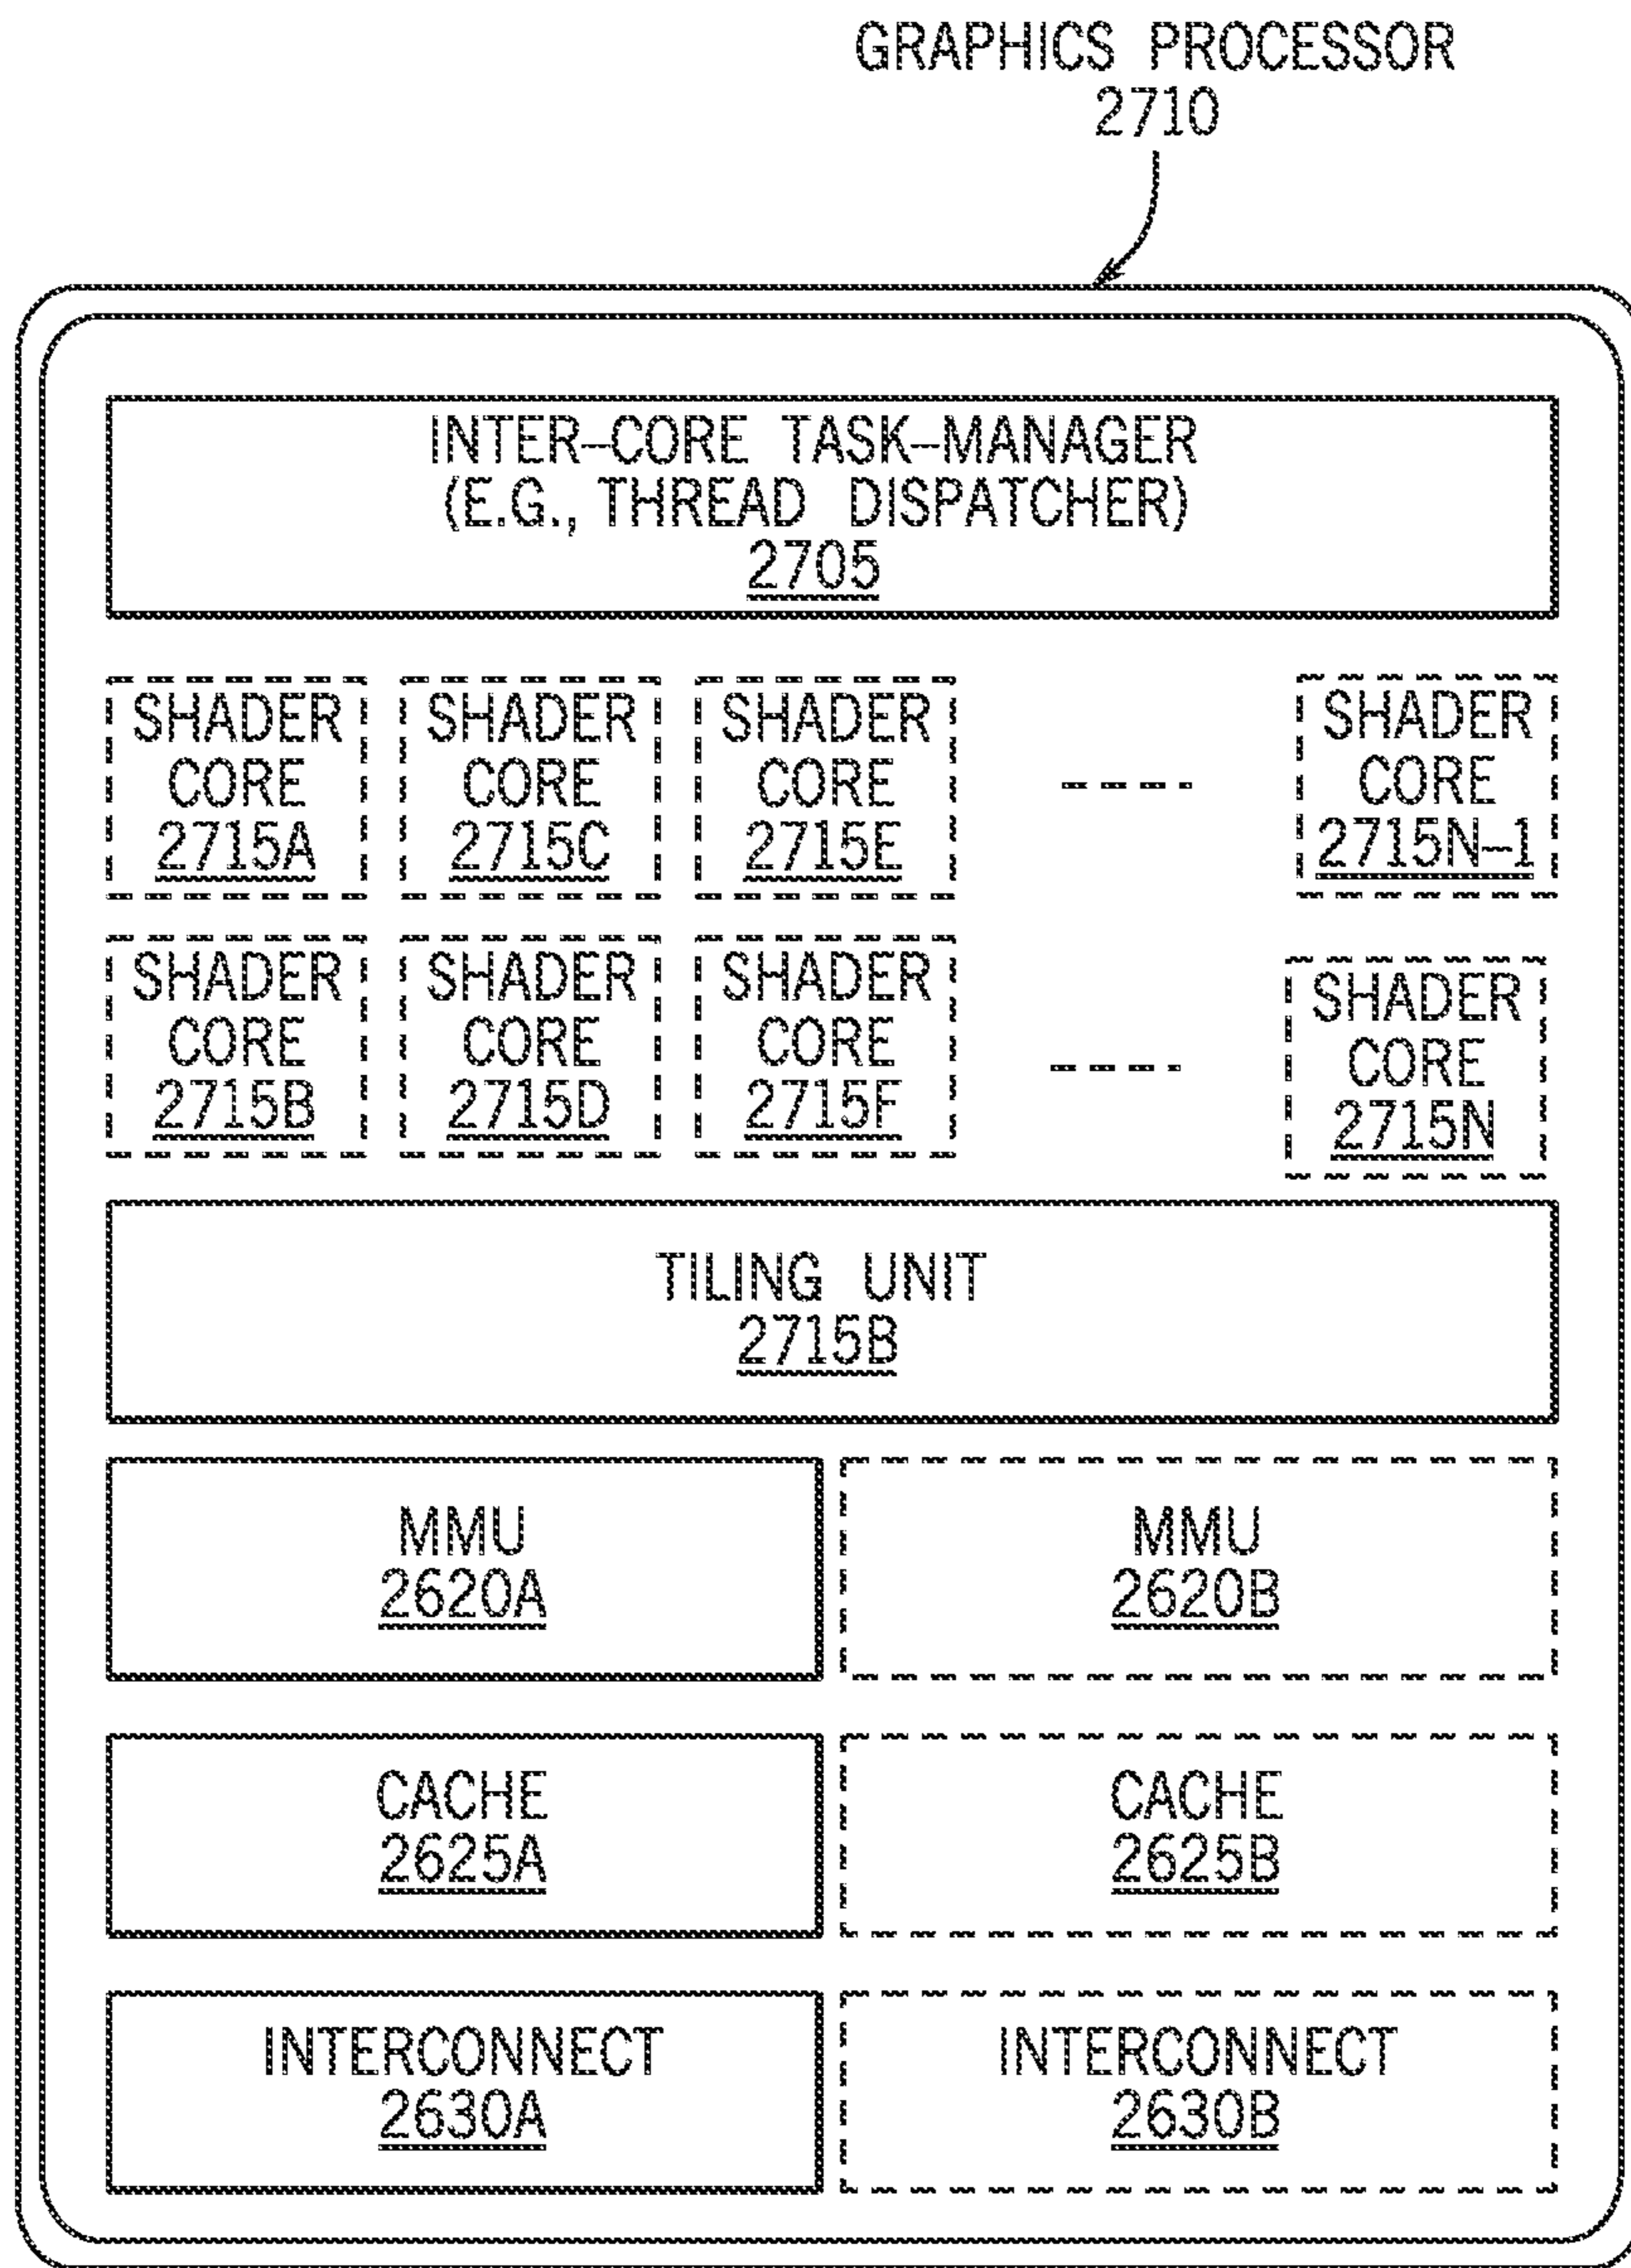 GRAPHICS PROCESSOR
2710
INTER-CORE TASK-MANAGER
(E.G., THREAD DISPATCHER)
2705
SHADER
CORE
2715A
SHADER
CORE
2715C
SHADER
CORE
2715E
SHADER
CORE
2715N-1
SHADER
CORE
2715B
SHADER
CORE
2715D
SHADER
CORE
2715F
SHADER
CORE
2715N
TILING UNIT
2715B
MMU
2620A
MMU
2620B
CACHE
2625A
CACHE
2625B
INTERCONNECT
2630A
INTERCONNECT
2630B